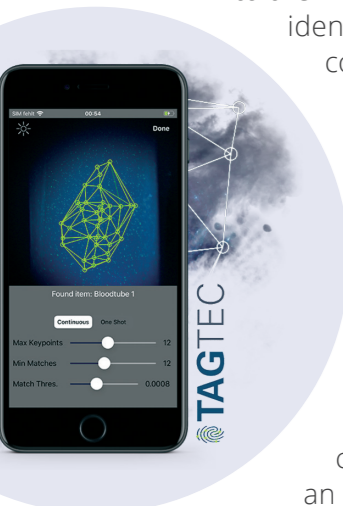 iden
co
SIM fehlt 00:54
Done
Found item: Bloodtube 1
Continuous One Shot
Max Keypoints 12
Min Matches 12
Match Thres. 0.0008
TAGTEC
an